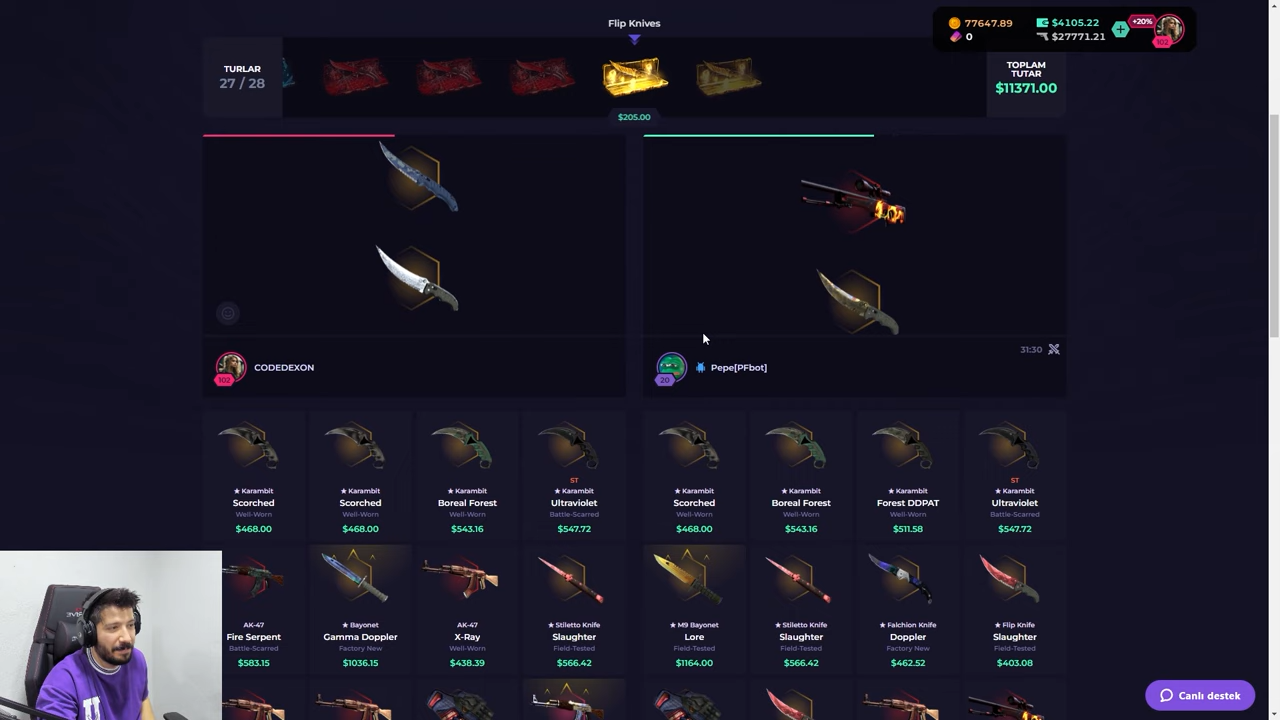 Flip Knives
77647.89
$4105.22
+20%
0
$27771.21
102
TURLAR
27 / 28
TOPLAM
TUTAR
$11371.00
$205.00
31:30
102
CODEDEXON
20
Pepe[PFbot]
★ Karambit
Scorched
Well-Worn
$468.00
★ Karambit
Scorched
Well-Worn
$468.00
★ Karambit
Boreal Forest
Well-Worn
$543.16
ST
★ Karambit
Ultraviolet
Battle-Scarred
$547.72
★ Karambit
Scorched
Well-Worn
$468.00
★ Karambit
Boreal Forest
Well-Worn
$543.16
★ Karambit
Forest DDPAT
Well-Worn
$511.58
ST
★ Karambit
Ultraviolet
Battle-Scarred
$547.72
AK-47
Fire Serpent
Battle-Scarred
$583.15
★ Bayonet
Gamma Doppler
Factory New
$1036.15
AK-47
X-Ray
Well-Worn
$438.39
★ Stiletto Knife
Slaughter
Field-Tested
$566.42
★ M9 Bayonet
Lore
Field-Tested
$1164.00
★ Stiletto Knife
Slaughter
Field-Tested
$566.42
★ Falchion Knife
Doppler
Factory New
$462.52
★ Flip Knife
Slaughter
Field-Tested
$403.08
Canlı destek